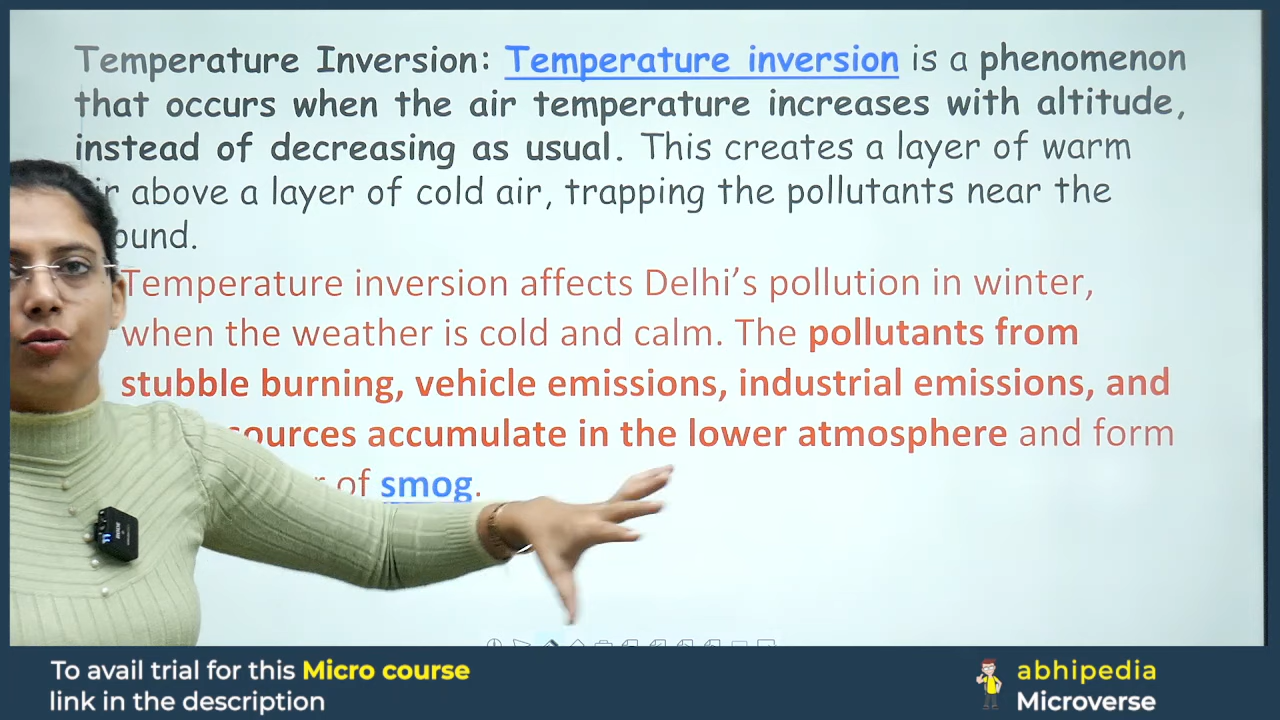 Temperature Inversion: Temperature inversion is a phenomenon
that occurs when the air temperature increases with altitude,
instead of decreasing as usual. This creates a layer of warm
above a layer of cold air, trapping the pollutants near the
Temperature inversion affects Delhi's pollution in winter,
when the weather is cold and calm. The pollutants from
stubble burning, vehicle emissions, industrial emissions, and
accumulate in the lower atmosphere and form
of smog.
To avail trial for this Micro course
link in the description
abhipedia
Microverse